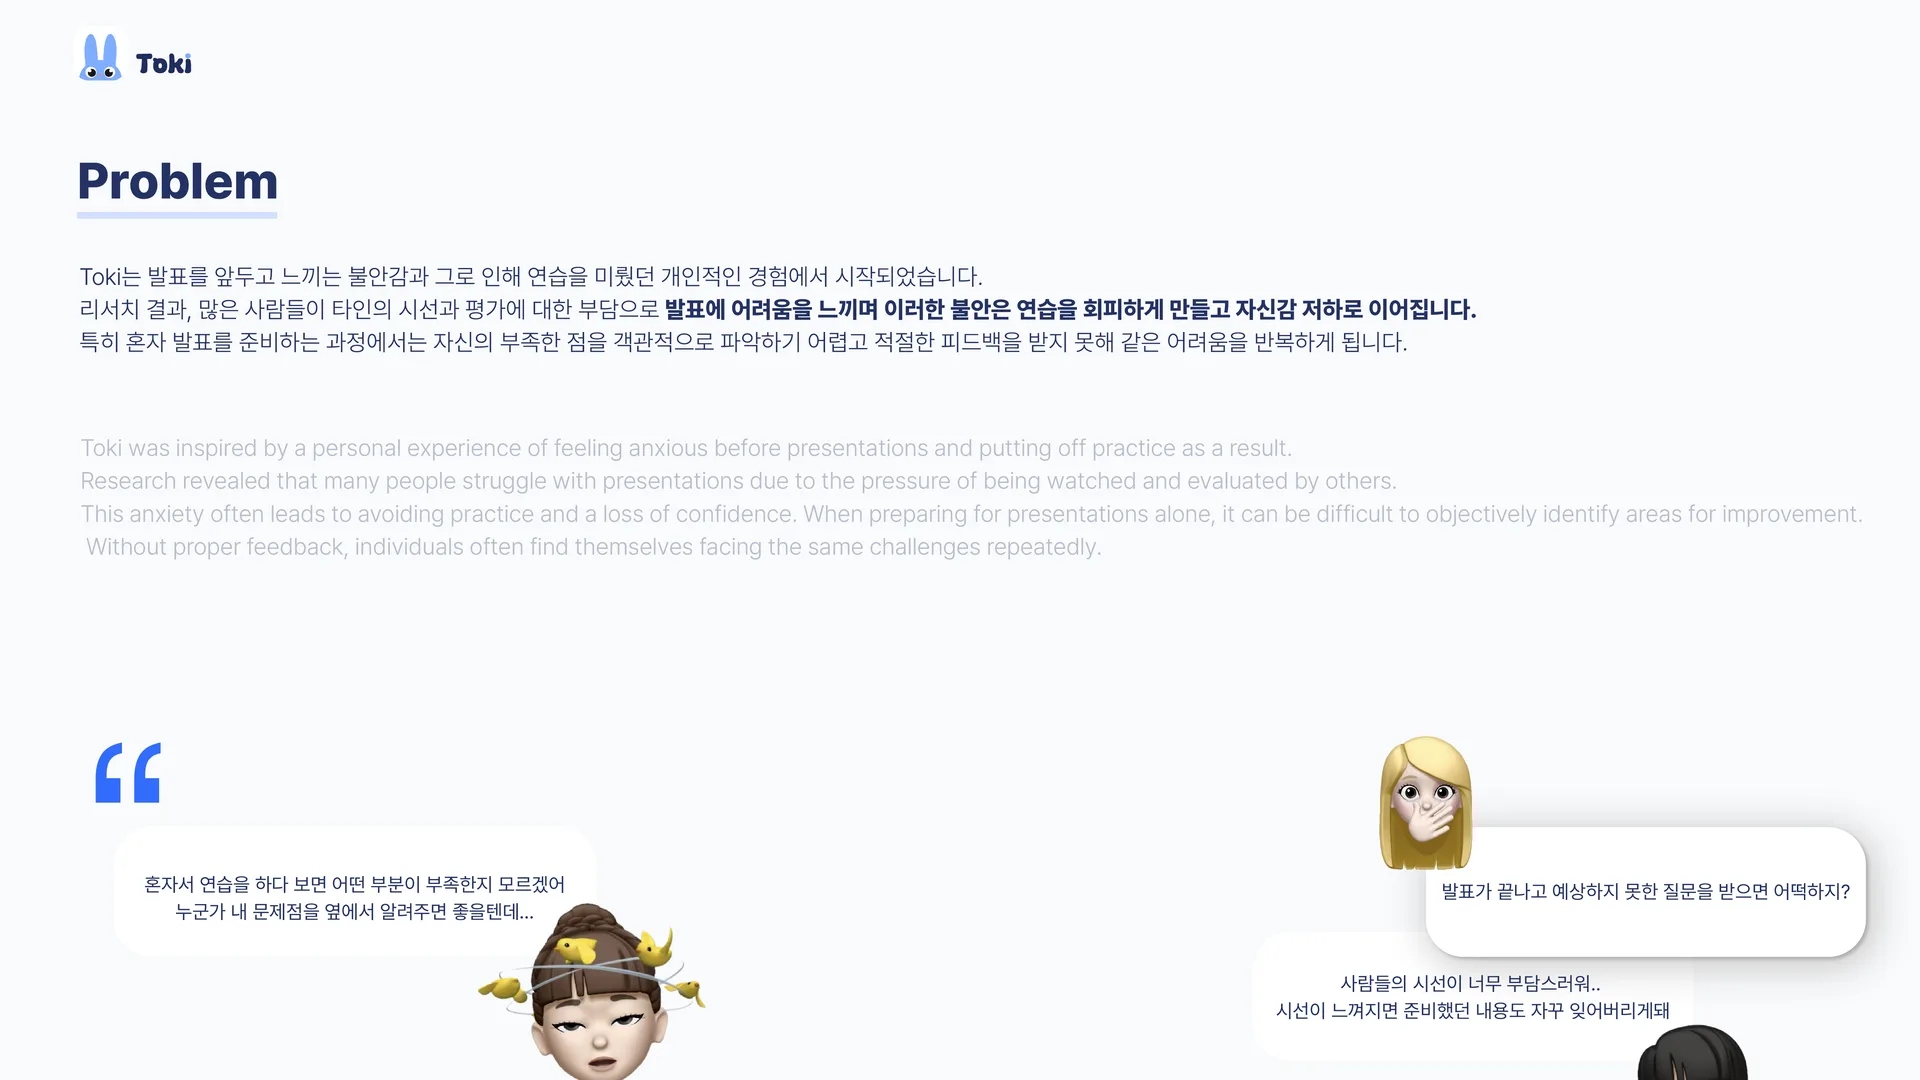 Toki
Problem
Toki는 발표를 앞두고 느끼는 불안감과 그로 인해 연습을 미뤘던 개인적인 경험에서 시작되었습니다.
리서치 결과, 많은 사람들이 타인의 시선과 평가에 대한 부담으로 발표에 어려움을 느끼며 이러한 불안은 연습을 회피하게 만들고 자신감 저하로 이어집니다.
특히 혼자 발표를 준비하는 과정에서는 자신의 부족한 점을 객관적으로 파악하기 어렵고 적절한 피드백을 받지 못해 같은 어려움을 반복하게 됩니다.
Toki was inspired by a personal experience of feeling anxious before presentations and putting off practice as a result.
Research revealed that many people struggle with presentations due to the pressure of being watched and evaluated by others.
This anxiety often leads to avoiding practice and a loss of confidence. When preparing for presentations alone, it can be difficult to objectively identify areas for improvement.
Without proper feedback, individuals often find themselves facing the same challenges repeatedly.
“
혼자서 연습을 하다 보면 어떤 부분이 부족한지 모르겠어
누군가 내 문제점을 옆에서 알려주면 좋을텐데...
발표가 끝나고 예상하지 못한 질문을 받으면 어떡하지?
사람들의 시선이 너무 부담스러워..
시선이 느껴지면 준비했던 내용도 자꾸 잊어버리게돼